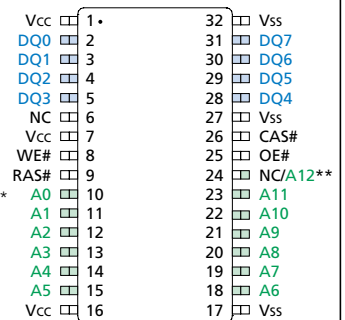 Vcc 1 32 Vss
DQ0 2 31 DQ7
DQ1 3 30 DQ6
DQ2 4 29 DQ5
DQ3 5 28 DQ4
NC 6 27 Vss
Vcc 7 26 CAS#
WE# 8 25 OE#
RAS# 9 24 NC/A12**
* A0 10 23 A11
A1 11 22 A10
A2 12 21 A9
A3 13 20 A8
A4 14 19 A7
A5 15 18 A6
Vcc 16 17 Vss